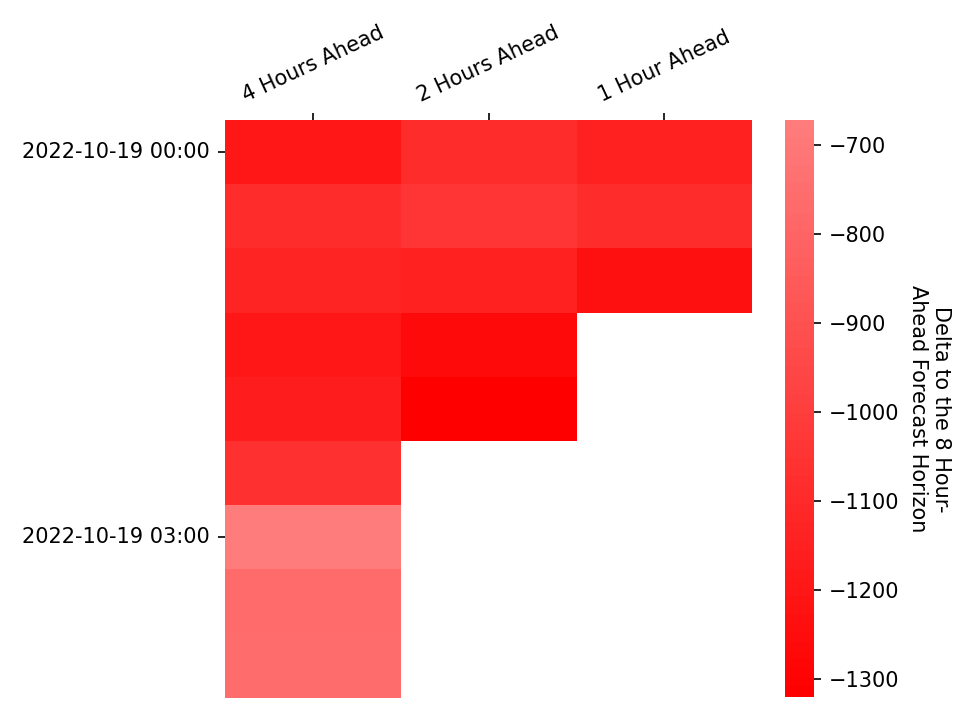 4 Hours Ahead
2 Hours Ahead
1 Hour Ahead
2022-10-19 00:00
2022-10-19 03:00
−700
−800
−900
−1000
−1100
−1200
−1300
Delta to the 8 Hour-
Ahead Forecast Horizon